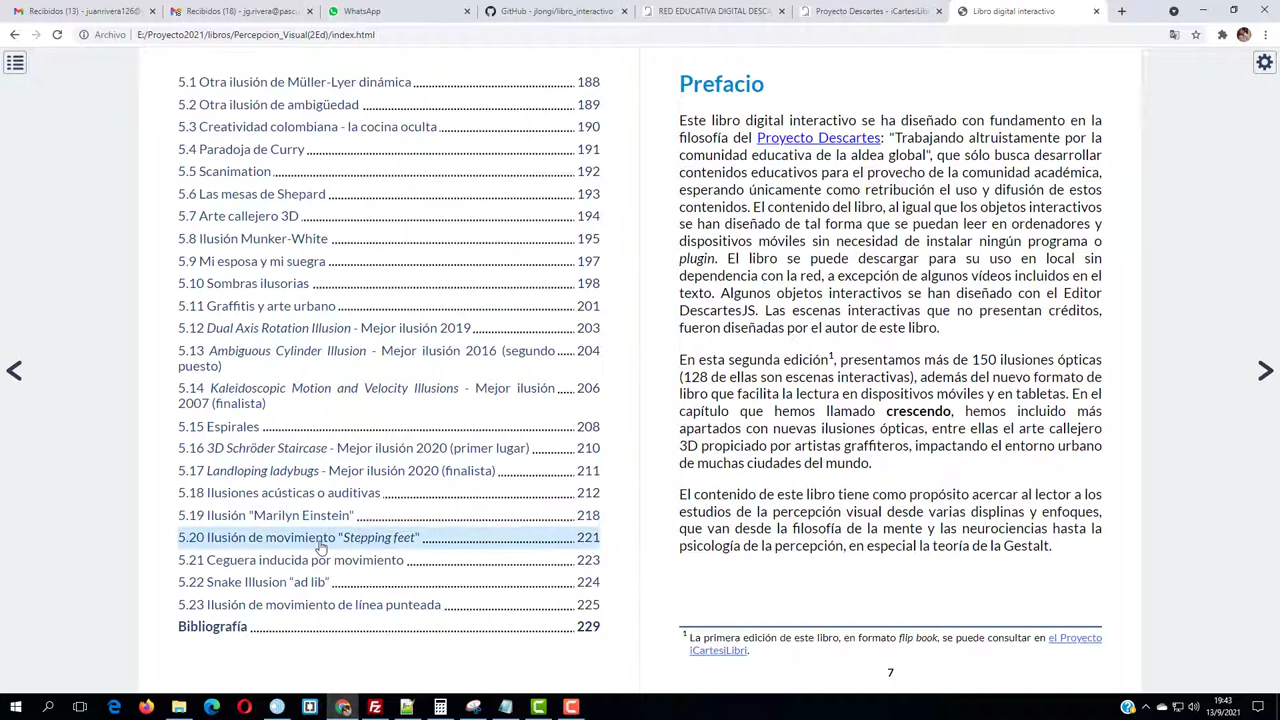 Recibidos (13) - juanrivera126@
Recibidos (18) - jg.rivera@pascu
WhatsApp
GitHub - jlongi/libro_interactivo
RED EDUCATIVA DIGITAL DESCA
Proyecto Descartes - iCartesiLibri
Libro digital interactivo
Archivo | E:/Proyecto2021/libros/Percepcion_Visual(2Ed)/index.html
5.1 Otra ilusión de Müller-Lyer dinámica 188
5.2 Otra ilusión de ambigüedad 189
5.3 Creatividad colombiana - la cocina oculta 190
5.4 Paradoja de Curry 191
5.5 Scanimation 192
5.6 Las mesas de Shepard 193
5.7 Arte callejero 3D 194
5.8 Ilusión Munker-White 195
5.9 Mi esposa y mi suegra 197
5.10 Sombras ilusorias 198
5.11 Graffitis y arte urbano 201
5.12 Dual Axis Rotation Illusion - Mejor ilusión 2019 203
5.13 Ambiguous Cylinder Illusion - Mejor ilusión 2016 (segundo 204
puesto)
5.14 Kaleidoscopic Motion and Velocity Illusions - Mejor ilusión 206
2007 (finalista)
5.15 Espirales 208
5.16 3D Schröder Staircase - Mejor ilusión 2020 (primer lugar) 210
5.17 Landloping ladybugs - Mejor ilusión 2020 (finalista) 211
5.18 Ilusiones acústicas o auditivas 212
5.19 Ilusión "Marilyn Einstein" 218
5.20 Ilusión de movimiento "Stepping feet" 221
5.21 Ceguera inducida por movimiento 223
5.22 Snake Illusion “ad lib” 224
5.23 Ilusión de movimiento de línea punteada 225
Bibliografía 229
Prefacio
Este libro digital interactivo se ha diseñado con fundamento en la
filosofía del Proyecto Descartes: "Trabajando altruistamente por la
comunidad educativa de la aldea global", que sólo busca desarrollar
contenidos educativos para el provecho de la comunidad académica,
esperando únicamente como retribución el uso y difusión de estos
contenidos. El contenido del libro, al igual que los objetos interactivos
se han diseñado de tal forma que se puedan leer en ordenadores y
dispositivos móviles sin necesidad de instalar ningún programa o
plugin. El libro se puede descargar para su uso en local sin
dependencia con la red, a excepción de algunos vídeos incluidos en el
texto. Algunos objetos interactivos se han diseñado con el Editor
DescartesJS. Las escenas interactivas que no presentan créditos,
fueron diseñadas por el autor de este libro.
En esta segunda edición1, presentamos más de 150 ilusiones ópticas
(128 de ellas son escenas interactivas), además del nuevo formato de
libro que facilita la lectura en dispositivos móviles y en tabletas. En el
capítulo que hemos llamado crescendo, hemos incluido más
apartados con nuevas ilusiones ópticas, entre ellas el arte callejero
3D propiciado por artistas graffiteros, impactando el entorno urbano
de muchas ciudades del mundo.
El contenido de este libro tiene como propósito acercar al lector a los
estudios de la percepción visual desde varias displinas y enfoques,
que van desde la filosofía de la mente y las neurociencias hasta la
psicología de la percepción, en especial la teoría de la Gestalt.
1 La primera edición de este libro, en formato flip book, se puede consultar en el Proyecto
iCartesiLibri.
7
19:43
13/9/2021